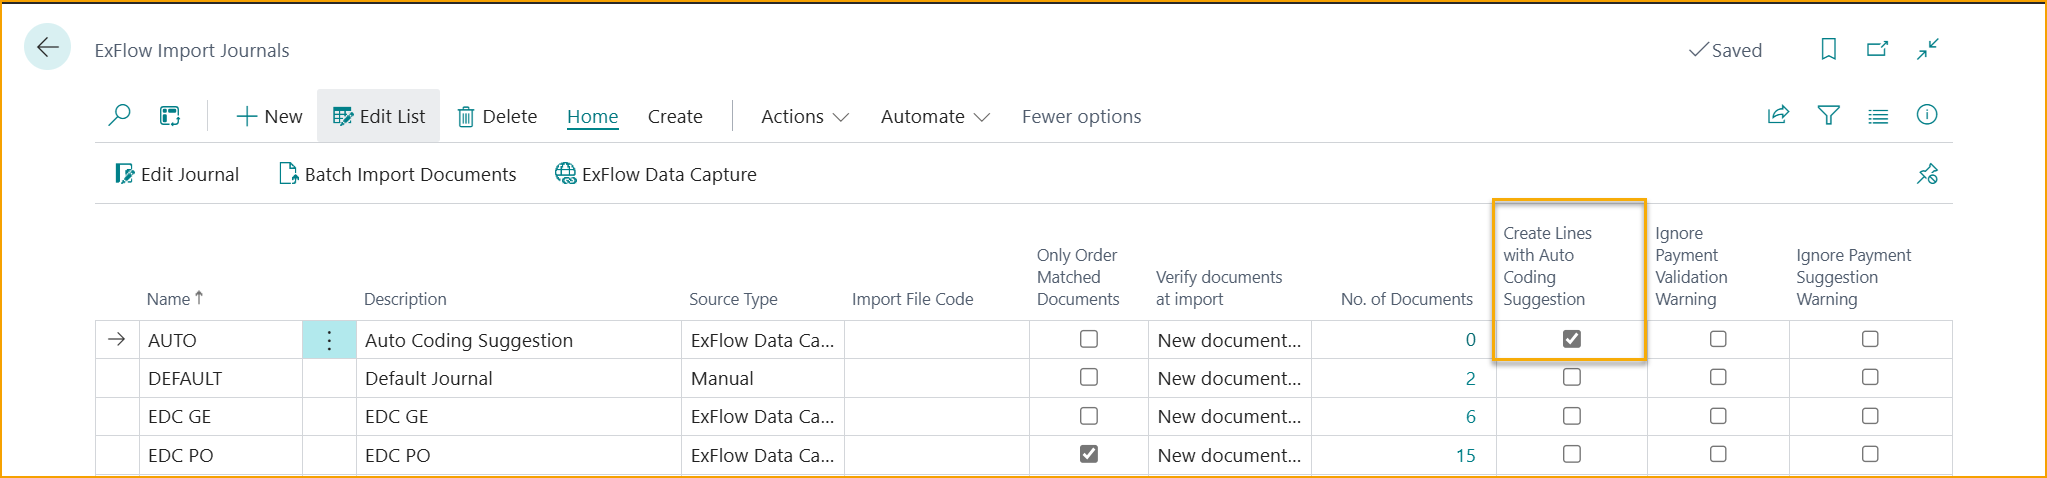 ExFlow Import Journals
Saved
New
Edit List
Delete
Home
Create
Actions
Automate
Fewer options
Edit Journal
Batch Import Documents
ExFlow Data Capture
Name ↑
Description
Source Type
Import File Code
Only Order
Matched
Documents
Verify documents
at import
No. of Documents
Create Lines
with Auto
Coding
Suggestion
Ignore
Payment
Validation
Warning
Ignore Payment
Suggestion
Warning
AUTO Auto Coding Suggestion ExFlow Data Ca... New document... 0
DEFAULT Default Journal Manual New document... 2
EDC GE EDC GE ExFlow Data Ca... New document... 6
EDC PO EDC PO ExFlow Data Ca... New document... 15